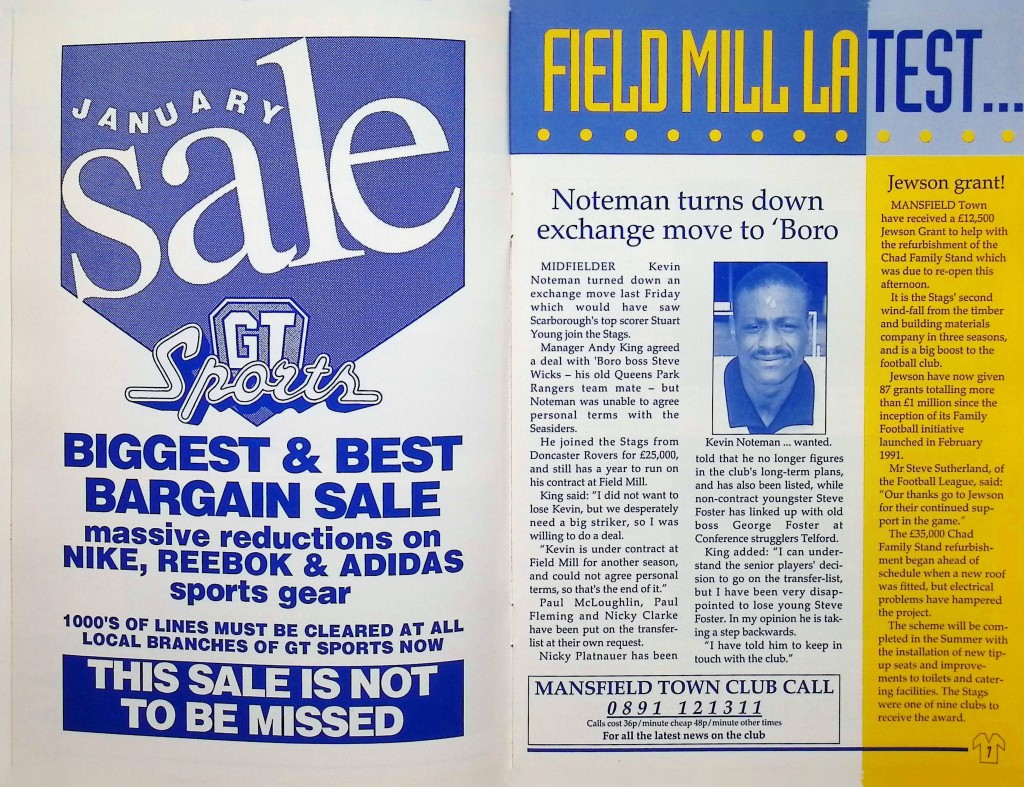 JANUARY
sale
GT
Sports
BIGGEST & BEST
BARGAIN SALE
massive reductions on
NIKE, REEBOK & ADIDAS
sports gear
1000'S OF LINES MUST BE CLEARED AT ALL
LOCAL BRANCHES OF GT SPORTS NOW
THIS SALE IS NOT
TO BE MISSED
FIELD MILL LATEST...
Noteman turns down
exchange move to ‘Boro
MIDFIELDER Kevin
Noteman turned down an
exchange move last Friday
which would have saw
Scarborough's top scorer Stuart
Young join the Stags.
Manager Andy King agreed
a deal with 'Boro boss Steve
Wicks – his old Queens Park
Rangers team mate – but
Noteman was unable to agree
personal terms with the
Seasiders.
He joined the Stags from
Doncaster Rovers for £25,000,
and still has a year to run on
his contract at Field Mill.
King said: "I did not want to
lose Kevin, but we desperately
need a big striker, so I was
willing to do a deal.
"Kevin is under contract at
Field Mill for another season,
and could not agree personal
terms, so that's the end of it."
Paul McLoughlin, Paul
Fleming and Nicky Clarke
have been put on the transfer-
list at their own request.
Nicky Platnauer has been
Kevin Noteman ... wanted.
told that he no longer figures
in the club's long-term plans,
and has also been listed, while
non-contract youngster Steve
Foster has linked up with old
boss George Foster at
Conference strugglers Telford.
King added: "I can under-
stand the senior players' deci-
sion to go on the transfer-list,
but I have been very disap-
pointed to lose young Steve
Foster. In my opinion he is tak-
ing a step backwards.
"I have told him to keep in
touch with the club."
MANSFIELD TOWN CLUB CALL
0891 121311
Calls cost 36p/minute cheap 48p/minute other times
For all the latest news on the club
Jewson grant!
MANSFIELD Town
have received a £12,500
Jewson Grant to help with
the refurbishment of the
Chad Family Stand which
was due to re-open this
afternoon.
It is the Stags' second
wind-fall from the timber
and building materials
company in three seasons,
and is a big boost to the
football club.
Jewson have now given
87 grants totalling more
than £1 million since the
inception of its Family
Football initiative
launched in February
1991.
Mr Steve Sutherland, of
the Football League, said:
"Our thanks go to Jewson
for their continued sup-
port in the game."
The £35,000 Chad
Family Stand refurbish-
ment began ahead of
schedule when a new roof
was fitted, but electrical
problems have hampered
the project.
The scheme will be com-
pleted in the Summer with
the installation of new tip-
up seats and improve-
ments to toilets and cater-
ing facilities. The Stags
were one of nine clubs to
receive the award.
7